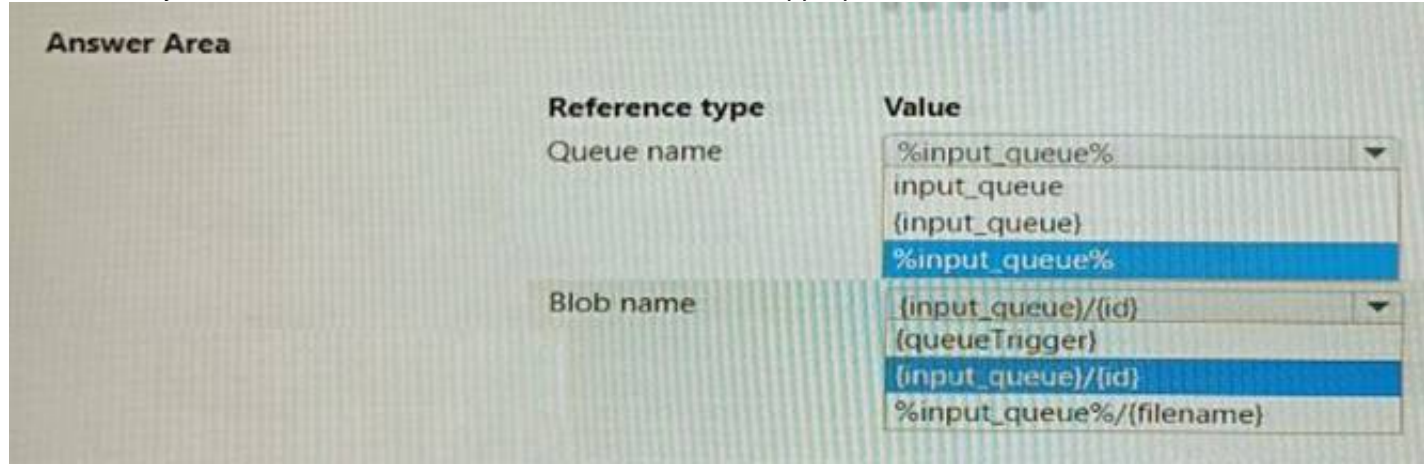 Answer Area
Reference type Value
Queue name %input_queue%
input_queue
{input_queue}
%input_queue%
Blob name {input_queue}/{id}
{queueTrigger}
{input_queue}/{id}
%input_queue%/{filename}